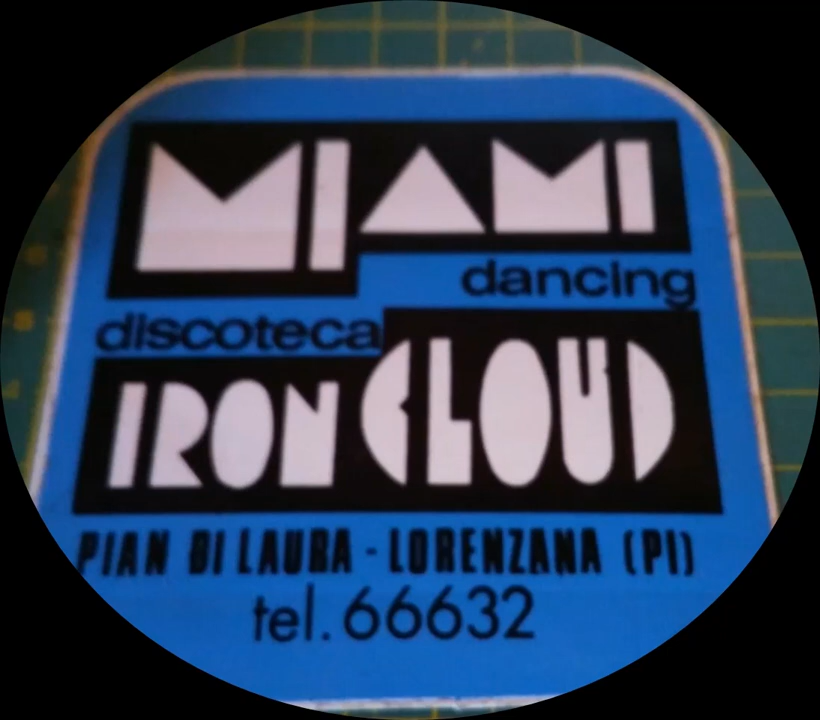 MIAMI
dancing
discoteca
IRON CLOUD
PIAN DI LAURA - LORENZANA (PI)
tel. 66632